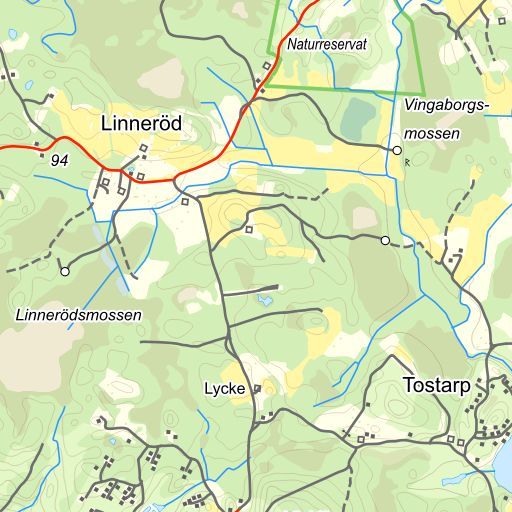 Naturreservat
Vingaborgs-
mossen
Linneröd
94
R
Linnerödsmossen
Lycke
Tostarp